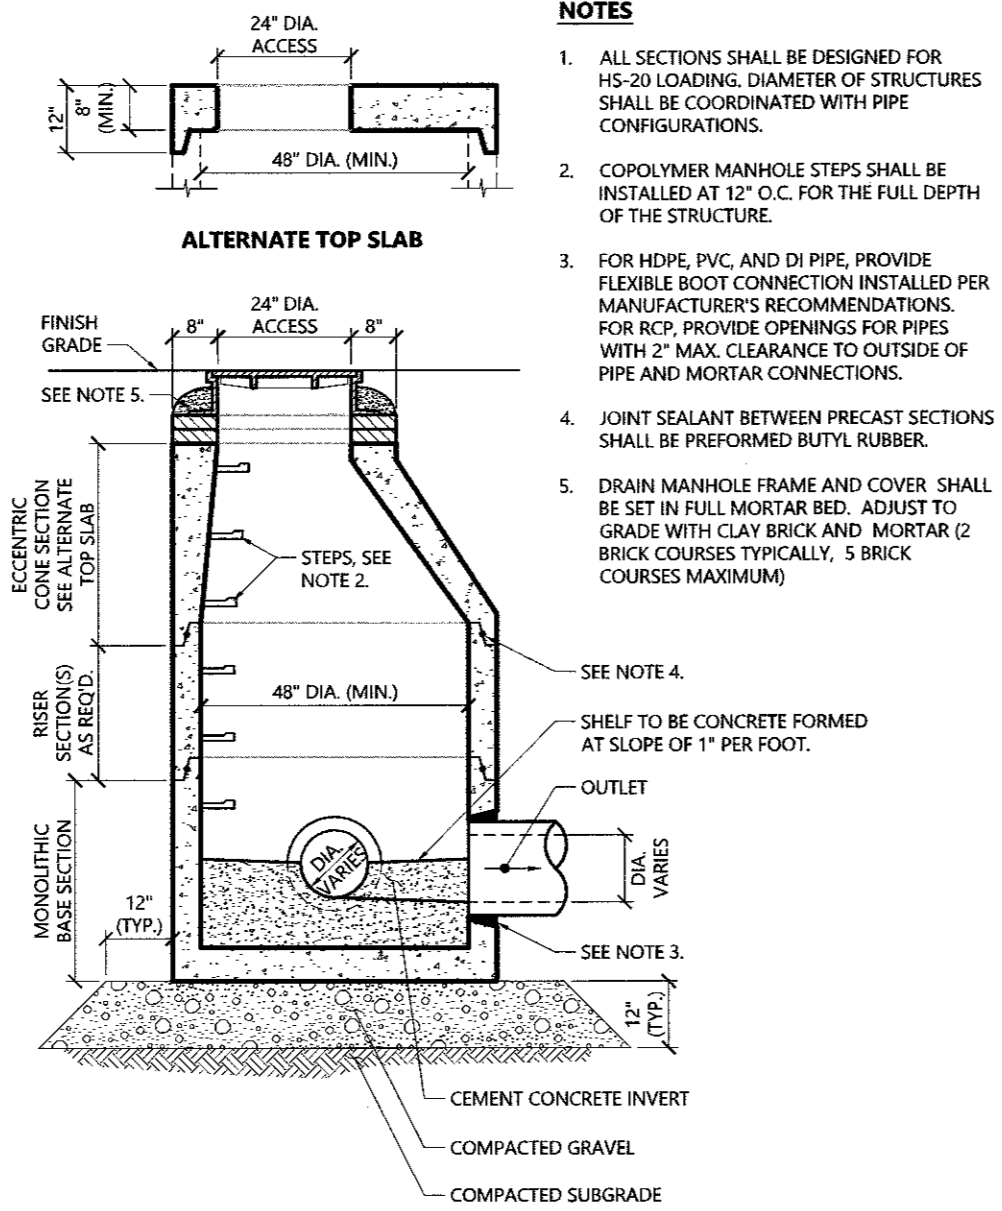 24" DIA.
ACCESS
12"
8"
(MIN.)
48" DIA. (MIN.)
ALTERNATE TOP SLAB
24" DIA.
ACCESS
8"
8"
FINISH
GRADE
SEE NOTE 5.
ECCENTRIC
CONE SECTION
SEE ALTERNATE
TOP SLAB
STEPS, SEE
NOTE 2.
SEE NOTE 4.
RISER
SECTION(S)
AS REQ'D.
48" DIA. (MIN.)
SHELF TO BE CONCRETE FORMED
AT SLOPE OF 1" PER FOOT.
OUTLET
MONOLITHIC
BASE SECTION
DIA.
VARIES
DIA.
VARIES
12"
(TYP.)
SEE NOTE 3.
12"
(TYP.)
CEMENT CONCRETE INVERT
COMPACTED GRAVEL
COMPACTED SUBGRADE
NOTES
1. ALL SECTIONS SHALL BE DESIGNED FOR
HS-20 LOADING. DIAMETER OF STRUCTURES
SHALL BE COORDINATED WITH PIPE
CONFIGURATIONS.
2. COPOLYMER MANHOLE STEPS SHALL BE
INSTALLED AT 12" O.C. FOR THE FULL DEPTH
OF THE STRUCTURE.
3. FOR HDPE, PVC, AND DI PIPE, PROVIDE
FLEXIBLE BOOT CONNECTION INSTALLED PER
MANUFACTURER'S RECOMMENDATIONS.
FOR RCP, PROVIDE OPENINGS FOR PIPES
WITH 2" MAX. CLEARANCE TO OUTSIDE OF
PIPE AND MORTAR CONNECTIONS.
4. JOINT SEALANT BETWEEN PRECAST SECTIONS
SHALL BE PREFORMED BUTYL RUBBER.
5. DRAIN MANHOLE FRAME AND COVER SHALL
BE SET IN FULL MORTAR BED. ADJUST TO
GRADE WITH CLAY BRICK AND MORTAR (2
BRICK COURSES TYPICALLY, 5 BRICK
COURSES MAXIMUM)